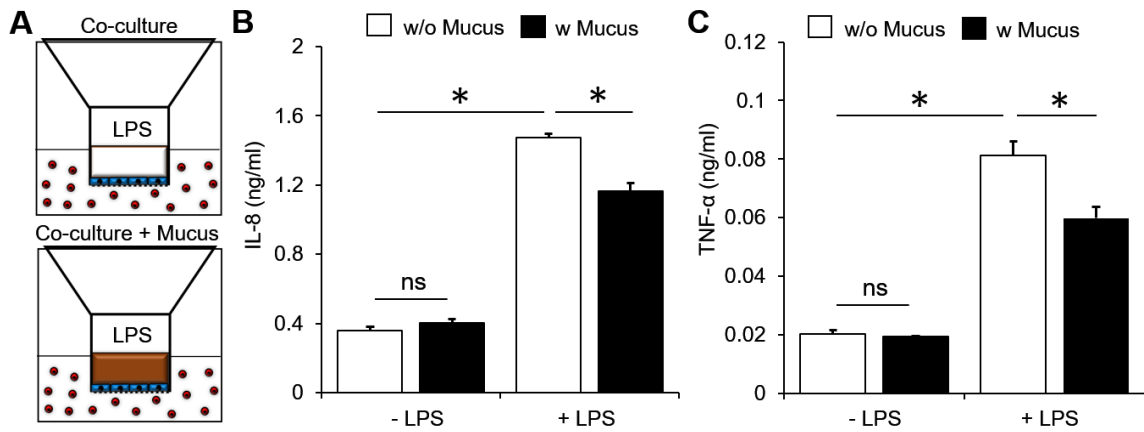 A
Co-culture
LPS
Co-culture + Mucus
LPS
B
w/o Mucus
w Mucus
IL-8 (ng/ml)
2
1.6
1.2
0.8
0.4
0
*
*
ns
- LPS
+ LPS
C
w/o Mucus
w Mucus
TNF-α (ng/ml)
0.12
0.1
0.08
0.06
0.04
0.02
0
*
*
ns
- LPS
+ LPS